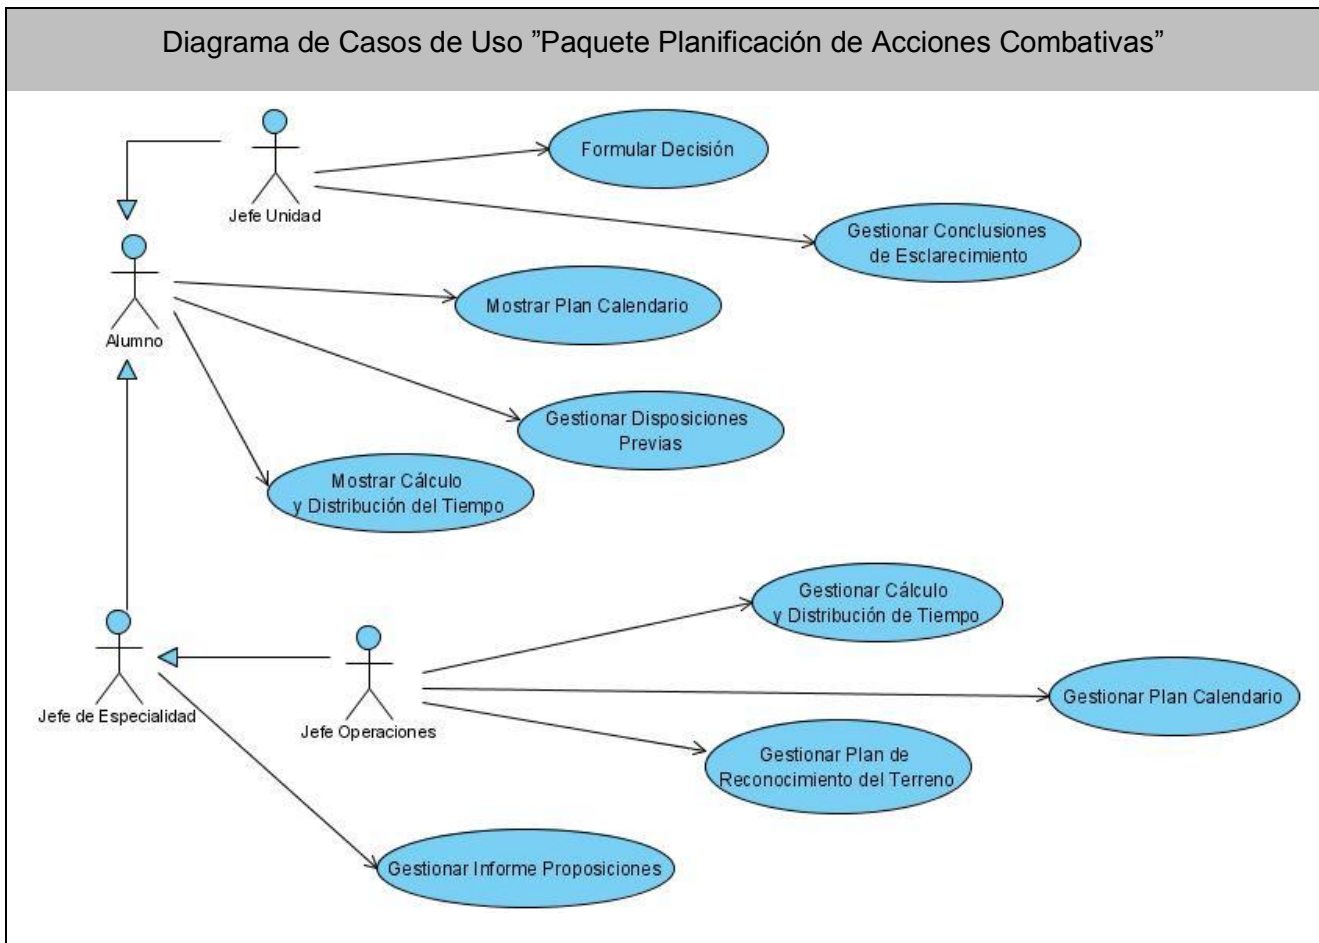 Diagrama de Casos de Uso ”Paquete Planificación de Acciones Combativas”
Formular Decisión
Jefe Unidad
Gestionar Conclusiones
de Esclarecimiento
Mostrar Plan Calendario
Alumno
Gestionar Disposiciones
Previas
Mostrar Cálculo
y Distribución del Tiempo
Gestionar Cálculo
y Distribución de Tiempo
Gestionar Plan Calendario
Jefe de Especialidad
Jefe Operaciones
Gestionar Plan de
Reconocimiento del Terreno
Gestionar Informe Proposiciones